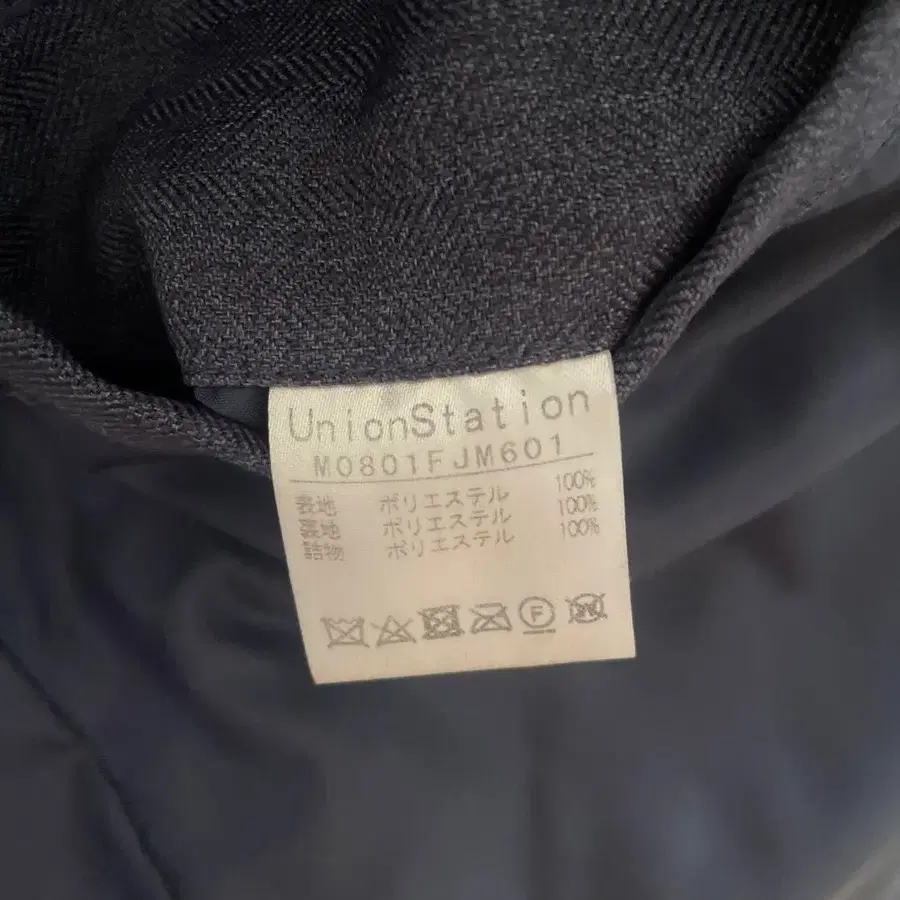 UnionStation
M0801FJM601
表地 ポリエステル 100%
裏地 ポリエステル 100%
詰物 ポリエステル 100%
F
W